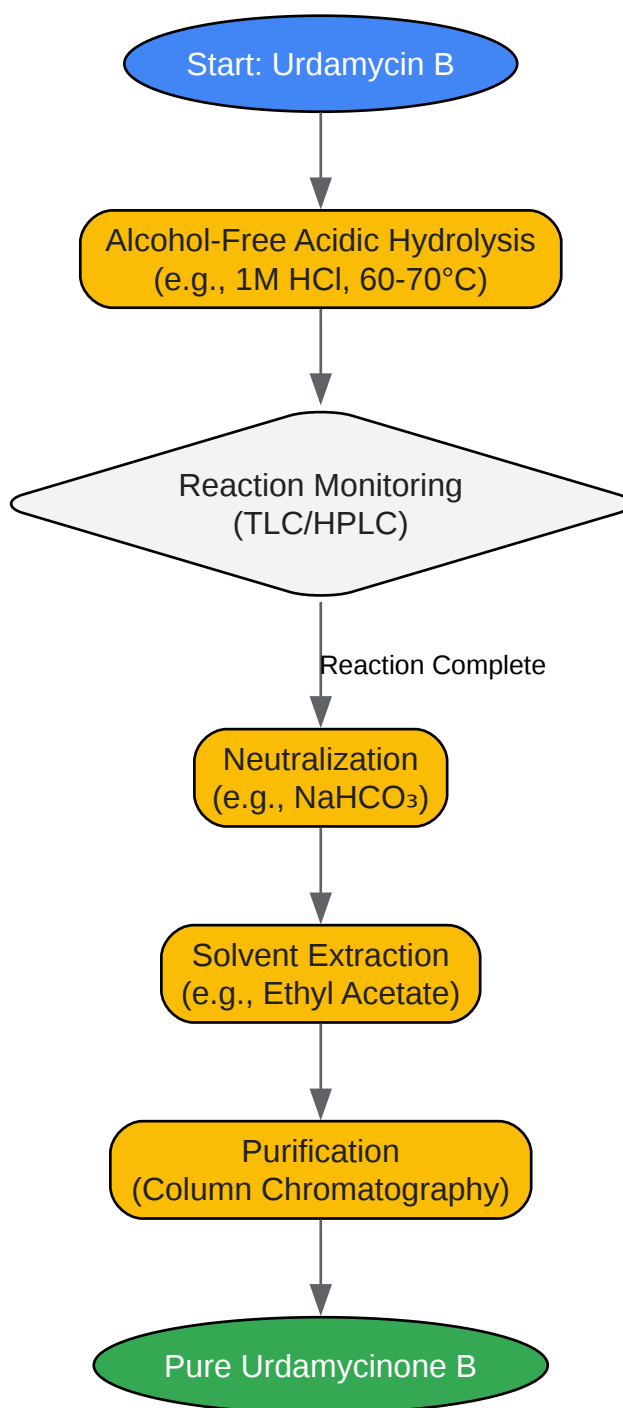 Start: Urdamycin B
Alcohol-Free Acidic Hydrolysis
(e.g., 1M HCl, 60-70°C)
Reaction Monitoring
(TLC/HPLC)
Reaction Complete
Neutralization
(e.g., NaHCO₃)
Solvent Extraction
(e.g., Ethyl Acetate)
Purification
(Column Chromatography)
Pure Urdamycinone B